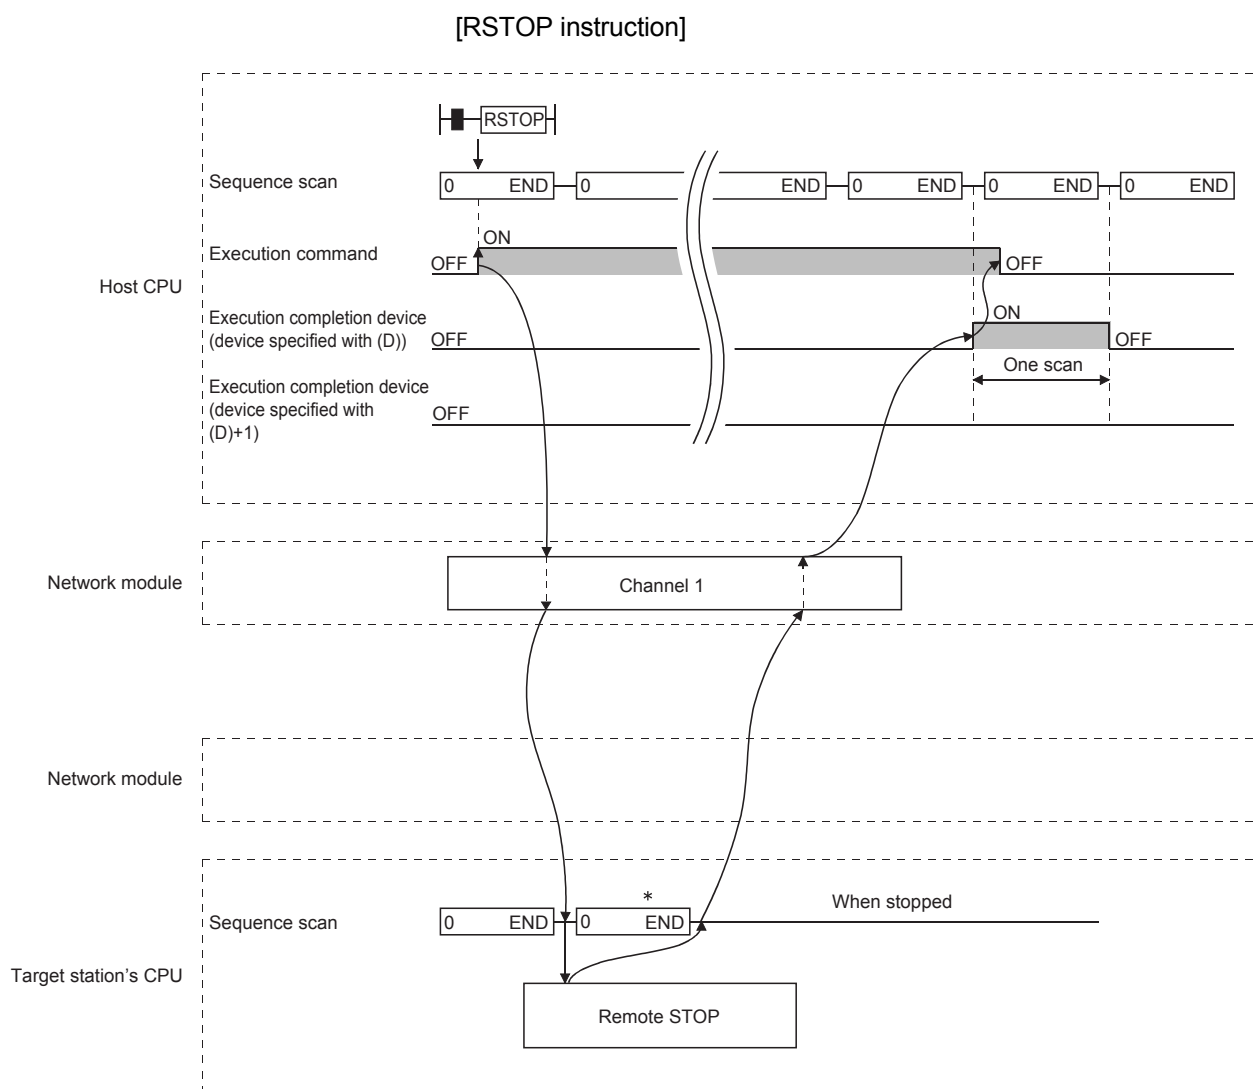 [RSTOP instruction]
RSTOP
Sequence scan
0 END 0 END 0 END 0 END 0 END
ON
Execution command
OFF
OFF
Host CPU
ON
Execution completion device
(device specified with (D))
OFF
OFF
One scan
Execution completion device
(device specified with
(D)+1)
OFF
Network module
Channel 1
Network module
*
When stopped
Sequence scan
0 END 0 END
Target station's CPU
Remote STOP